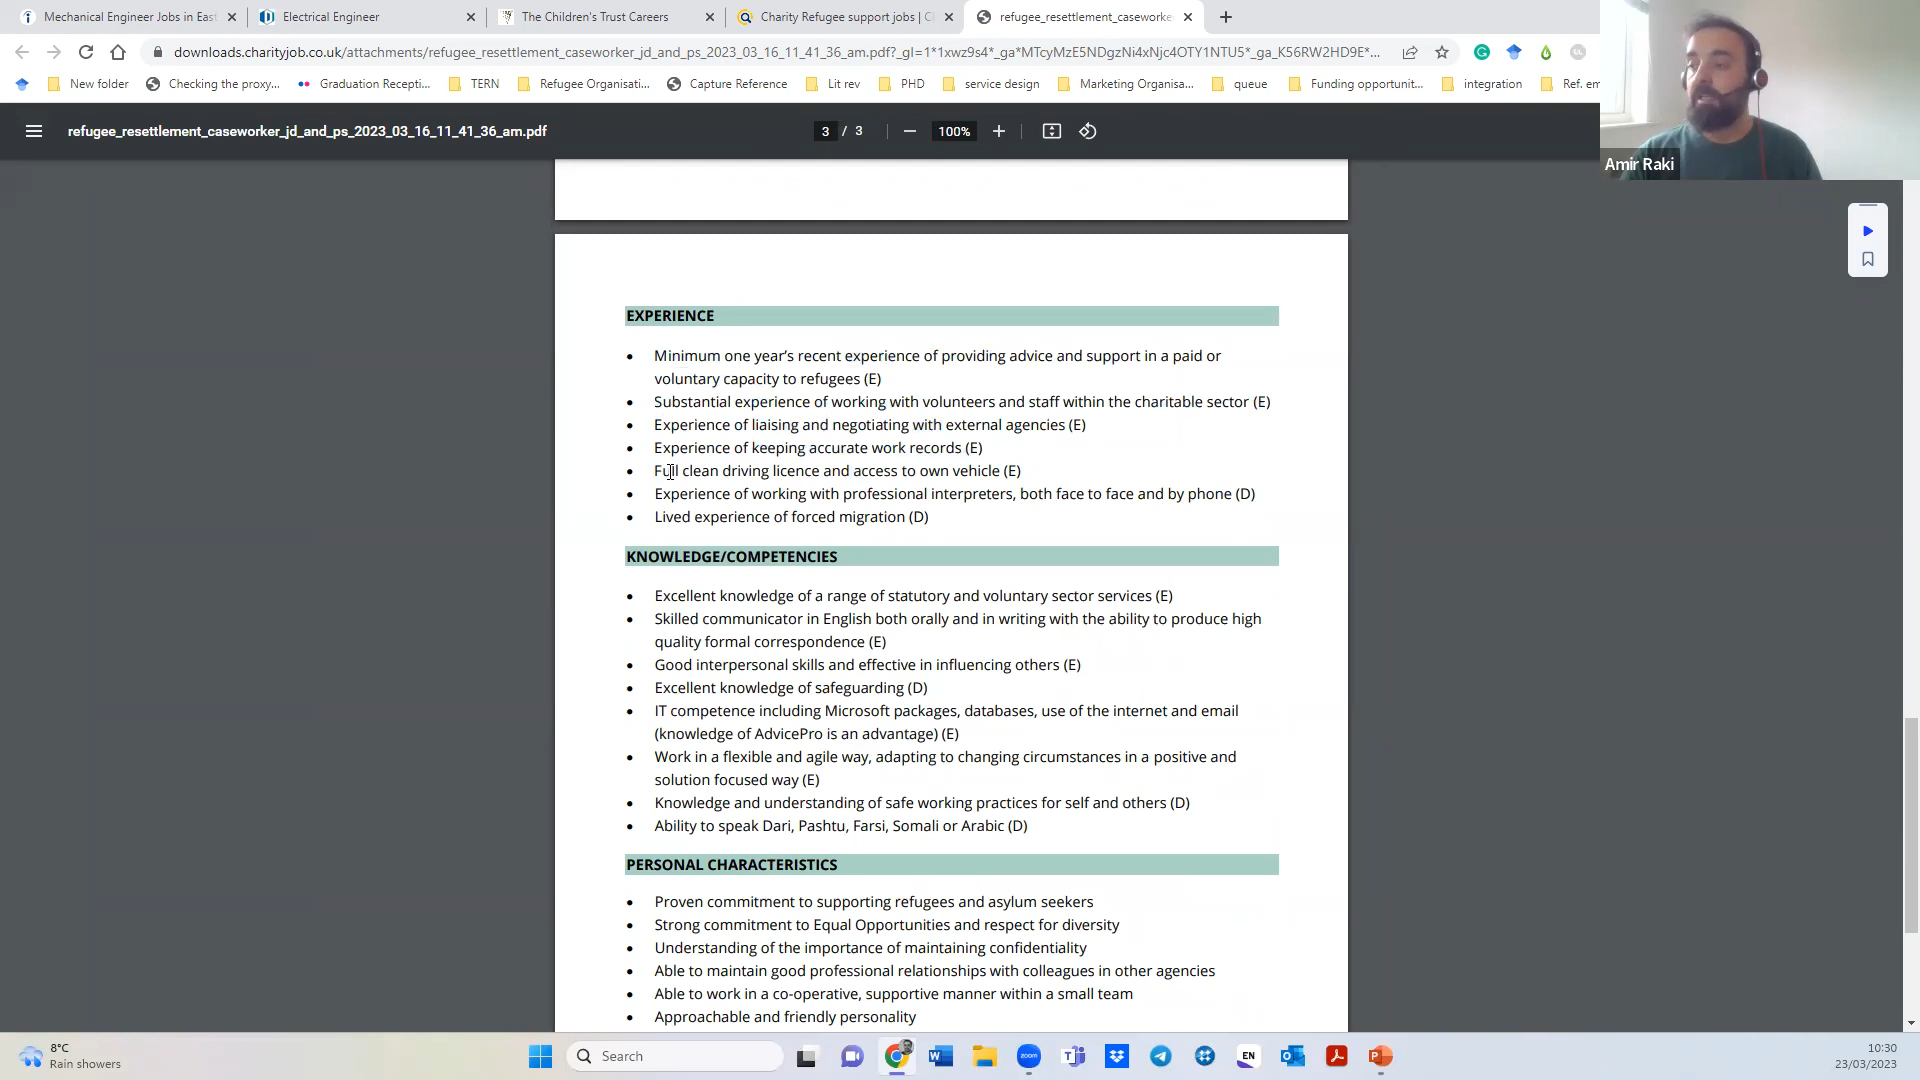 Mechanical Engineer Jobs in East
Electrical Engineer
The Children's Trust Careers
Charity Refugee support jobs | C
refugee_resettlement_caseworke
downloads.charityjob.co.uk/attachments/refugee_resettlement_caseworker_jd_and_ps_2023_03_16_11_41_36_am.pdf?_gl=1*1xwz9s4*_ga*MTcyMzE5NDgzNi4xNjc4OTY1NTU5*_ga_K56RW2HD9E*...
New folder
Checking the proxy...
Graduation Recepti...
TERN
Refugee Organisati...
Capture Reference
Lit rev
PHD
service design
Marketing Organisa...
queue
Funding opportunit...
integration
Ref. em
refugee_resettlement_caseworker_jd_and_ps_2023_03_16_11_41_36_am.pdf
3 / 3
100%
Amir Raki
EXPERIENCE
• Minimum one year's recent experience of providing advice and support in a paid or
voluntary capacity to refugees (E)
• Substantial experience of working with volunteers and staff within the charitable sector (E)
• Experience of liaising and negotiating with external agencies (E)
• Experience of keeping accurate work records (E)
• Full clean driving licence and access to own vehicle (E)
• Experience of working with professional interpreters, both face to face and by phone (D)
• Lived experience of forced migration (D)
KNOWLEDGE/COMPETENCIES
• Excellent knowledge of a range of statutory and voluntary sector services (E)
• Skilled communicator in English both orally and in writing with the ability to produce high
quality formal correspondence (E)
• Good interpersonal skills and effective in influencing others (E)
• Excellent knowledge of safeguarding (D)
• IT competence including Microsoft packages, databases, use of the internet and email
(knowledge of AdvicePro is an advantage) (E)
• Work in a flexible and agile way, adapting to changing circumstances in a positive and
solution focused way (E)
• Knowledge and understanding of safe working practices for self and others (D)
• Ability to speak Dari, Pashtu, Farsi, Somali or Arabic (D)
PERSONAL CHARACTERISTICS
• Proven commitment to supporting refugees and asylum seekers
• Strong commitment to Equal Opportunities and respect for diversity
• Understanding of the importance of maintaining confidentiality
• Able to maintain good professional relationships with colleagues in other agencies
• Able to work in a co-operative, supportive manner within a small team
• Approachable and friendly personality
8°C
Rain showers
Search
zoom
EN
10:30
23/03/2023